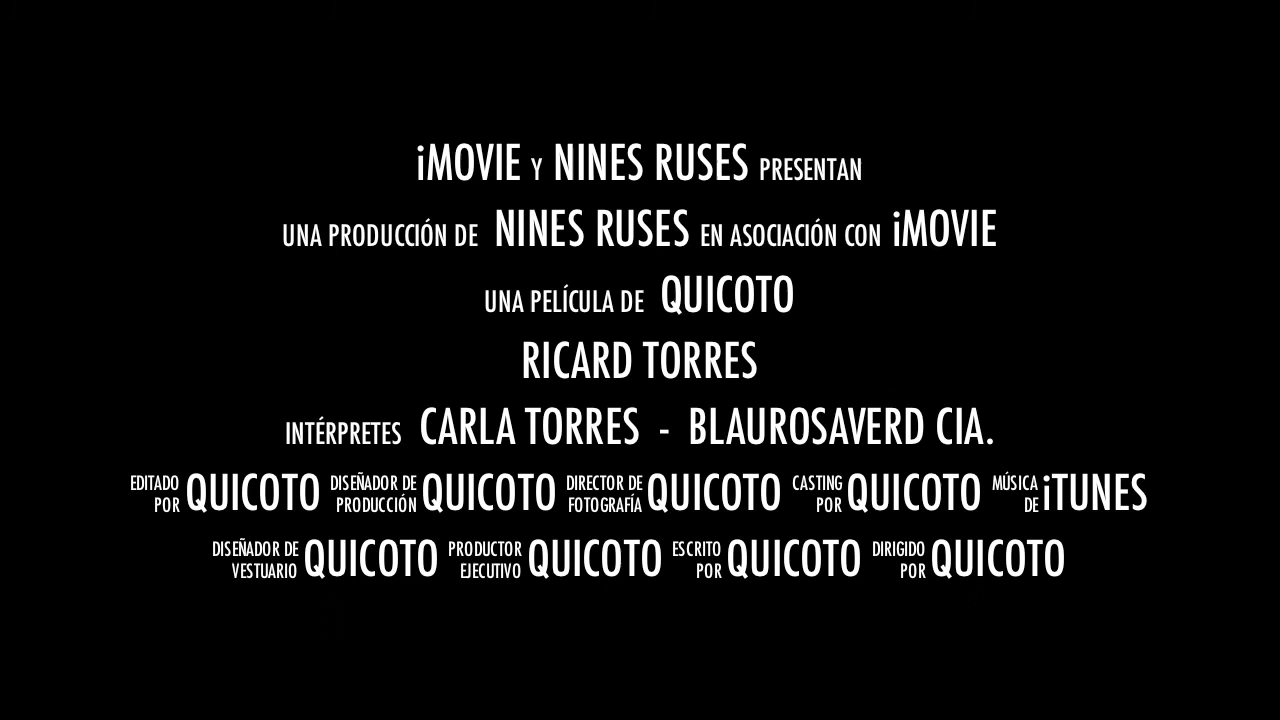 iMOVIE Y NINES RUSES PRESENTAN
UNA PRODUCCIÓN DE NINES RUSES EN ASOCIACIÓN CON iMOVIE
UNA PELÍCULA DE QUICOTO
RICARD TORRES
INTÉRPRETES CARLA TORRES - BLAUROSAVERD CIA.
EDITADO POR QUICOTO DISEÑADOR DE PRODUCCIÓN QUICOTO DIRECTOR DE FOTOGRAFÍA QUICOTO CASTING POR QUICOTO MÚSICA DE iTUNES
DISEÑADOR DE VESTUARIO QUICOTO PRODUCTOR EJECUTIVO QUICOTO ESCRITO POR QUICOTO DIRIGIDO POR QUICOTO